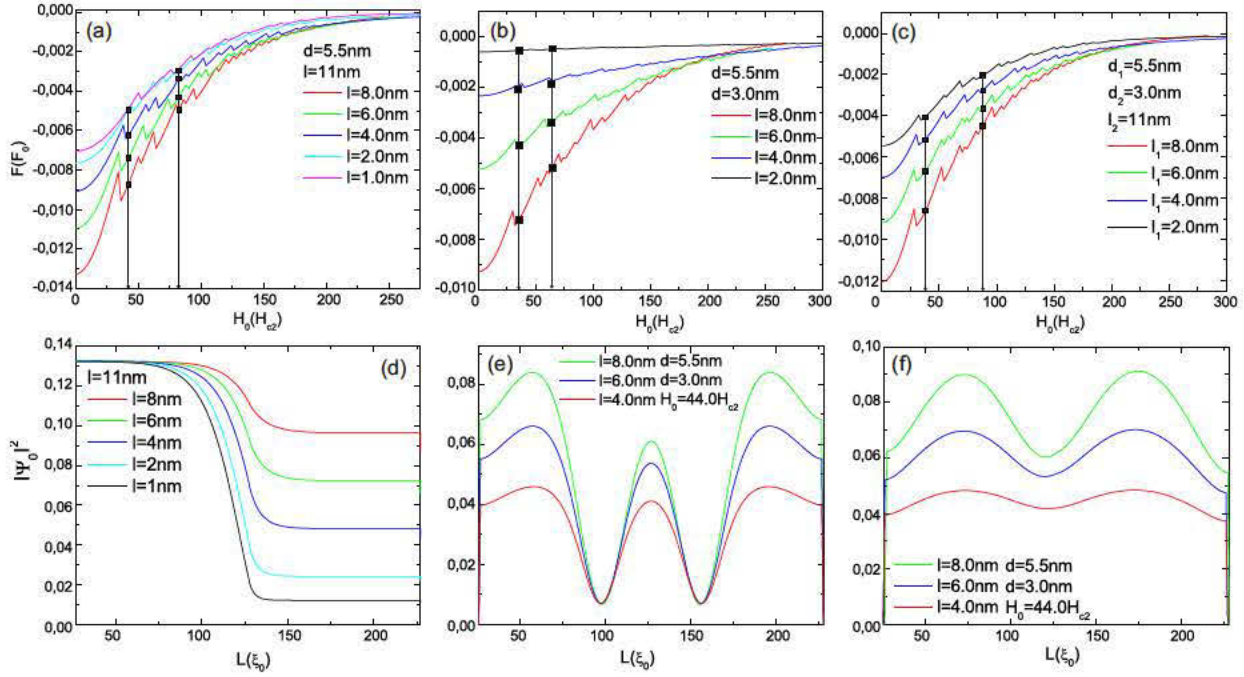 (a)
d=5.5nm
l=11nm
l=8.0nm
l=6.0nm
l=4.0nm
l=2.0nm
l=1.0nm
F(F₀)
0,000
-0,002
-0,004
-0,006
-0,008
-0,010
-0,012
-0,014
0 50 100 150 200 250
H₀(H_c2)
(b)
d=5.5nm
d=3.0nm
l=8.0nm
l=6.0nm
l=4.0nm
l=2.0nm
0,000
-0,002
-0,004
-0,006
-0,008
-0,010
0 50 100 150 200 250 300
H₀(H_c2)
(c)
d₁=5.5nm
d₂=3.0nm
l₂=11nm
l₁=8.0nm
l₁=6.0nm
l₁=4.0nm
l₁=2.0nm
0,000
-0,002
-0,004
-0,006
-0,008
-0,010
-0,012
0 50 100 150 200 250 300
H₀(H_c2)
(d)
l=11nm
l=8nm
l=6nm
l=4nm
l=2nm
l=1nm
|Ψ₀|²
0,14
0,12
0,10
0,08
0,06
0,04
0,02
0,00
50 100 150 200
L(ξ₀)
(e)
l=8.0nm d=5.5nm
l=6.0nm d=3.0nm
l=4.0nm H₀=44.0H_c2
0,08
0,06
0,04
0,02
0,00
50 100 150 200
L(ξ₀)
(f)
l=8.0nm d=5.5nm
l=6.0nm d=3.0nm
l=4.0nm H₀=44.0H_c2
0,10
0,08
0,06
0,04
0,02
0,00
50 100 150 200
L(ξ₀)